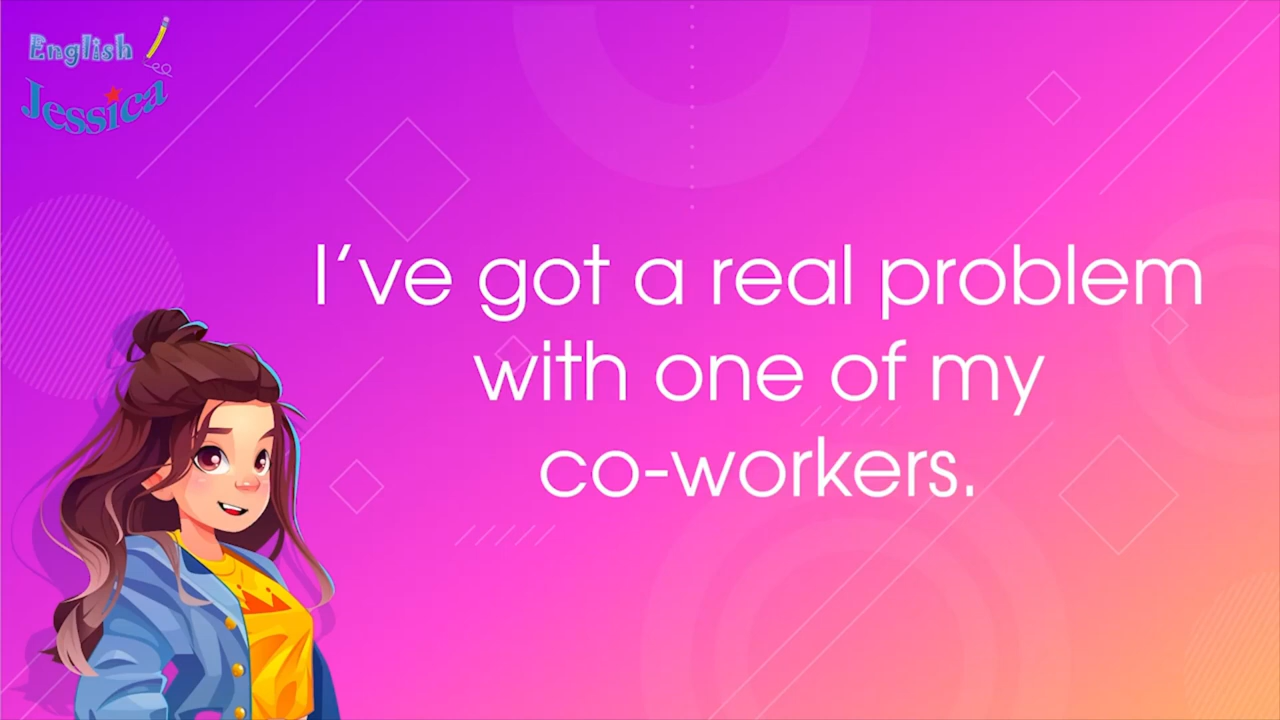 English
Jessica
I've got a real problem
with one of my
co-workers.